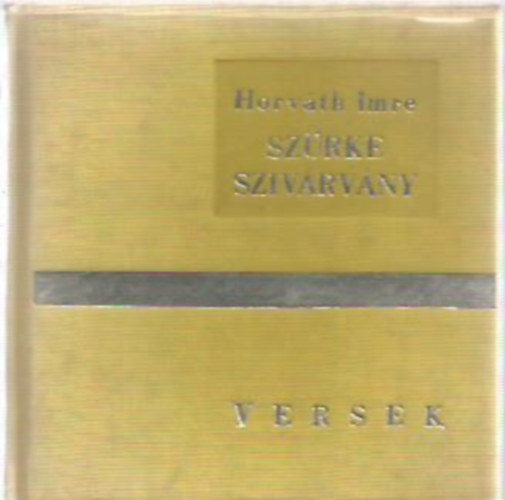 Horváth Imre
SZÜRKE
SZIVÁRVÁNY
VERSEK